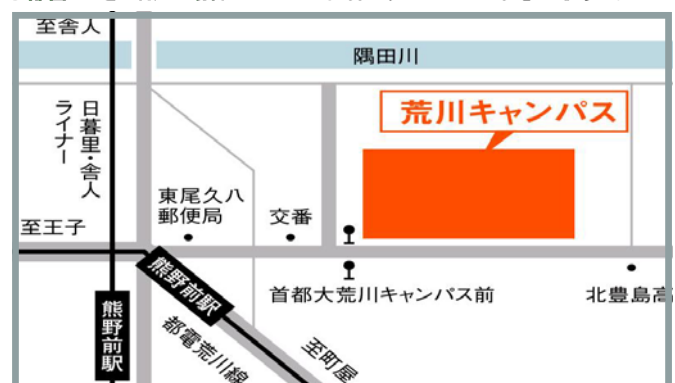 至舎人
隅田川
荒川キャンパス
日暮里・舎人
ライナー
東尾久八
郵便局
交番
至王子
熊野前駅
首都大荒川キャンパス前
北豊島高
熊野前駅
都電荒川線
至町屋